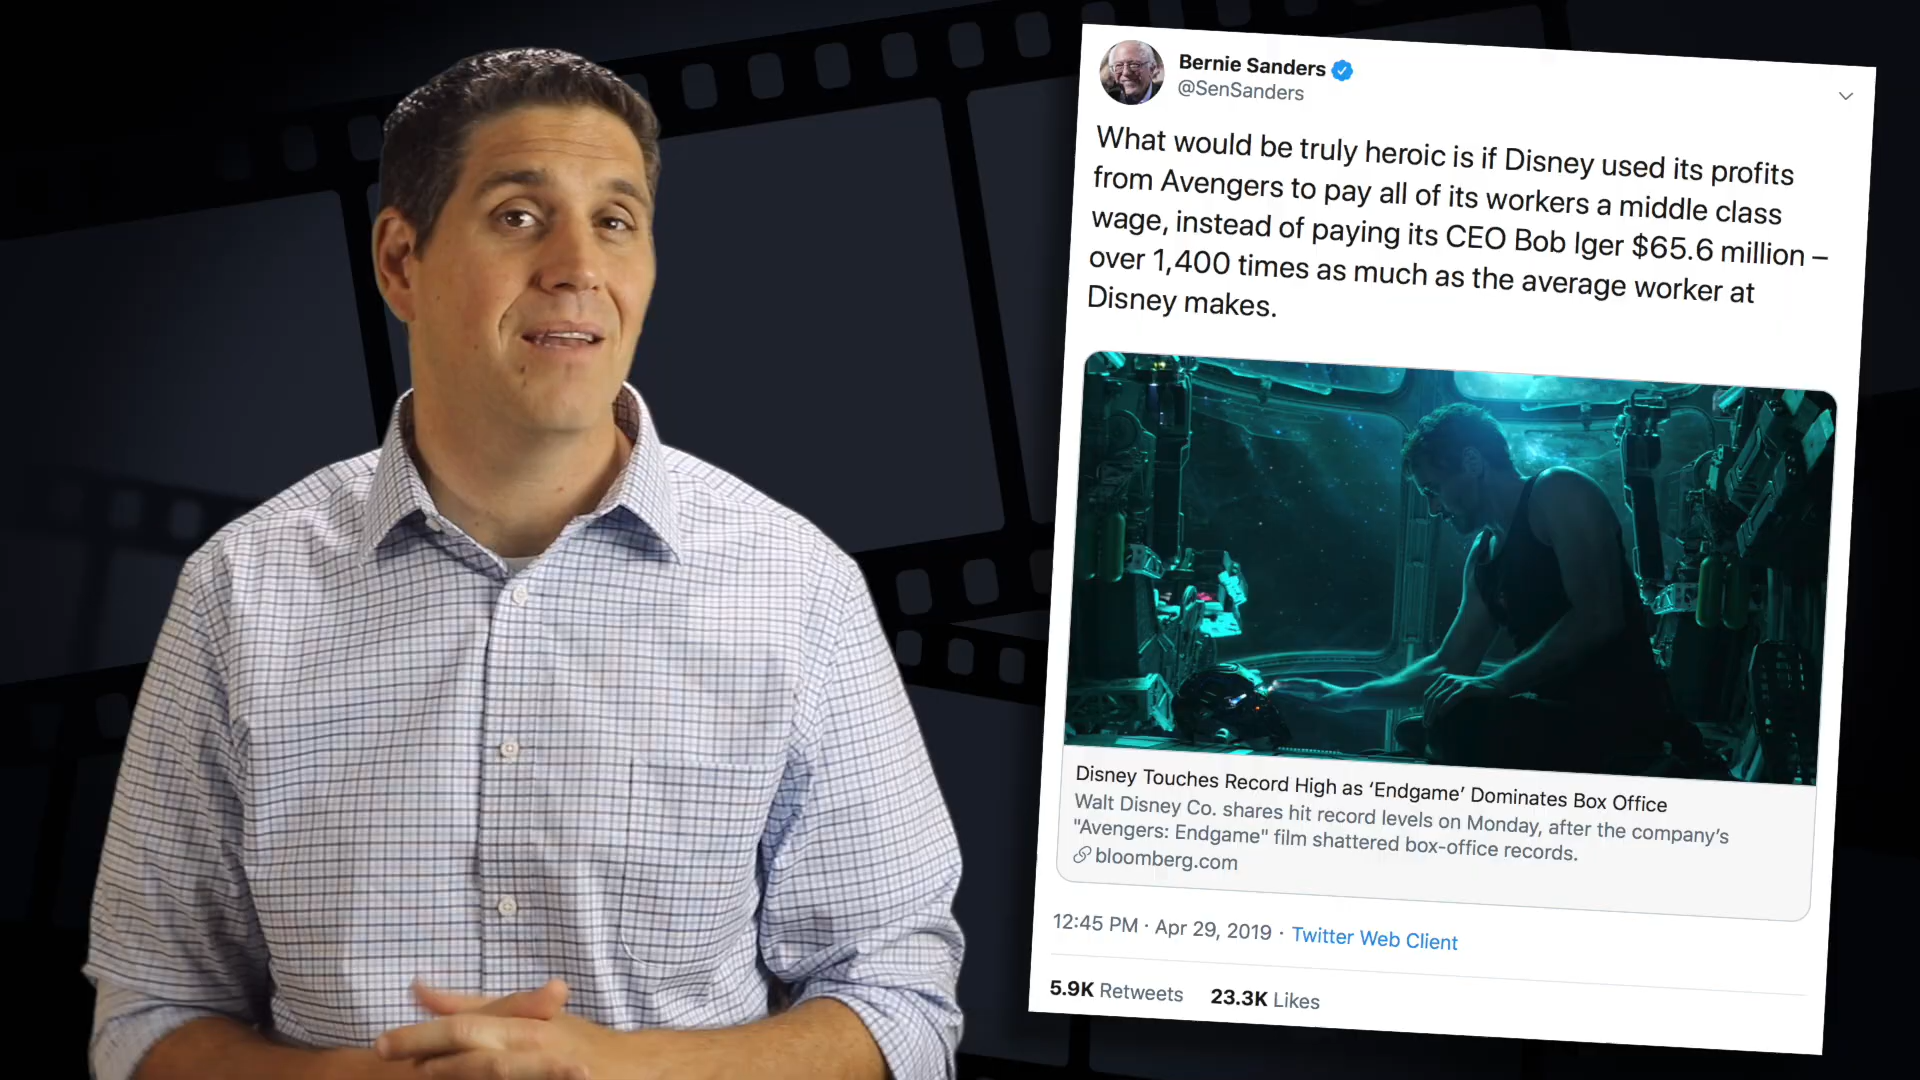 Bernie Sanders
@SenSanders
What would be truly heroic is if Disney used its profits
from Avengers to pay all of its workers a middle class
wage, instead of paying its CEO Bob Iger $65.6 million –
over 1,400 times as much as the average worker at
Disney makes.
Disney Touches Record High as ‘Endgame’ Dominates Box Office
Walt Disney Co. shares hit record levels on Monday, after the company’s
"Avengers: Endgame" film shattered box-office records.
bloomberg.com
12:45 PM · Apr 29, 2019 · Twitter Web Client
5.9K Retweets 23.3K Likes